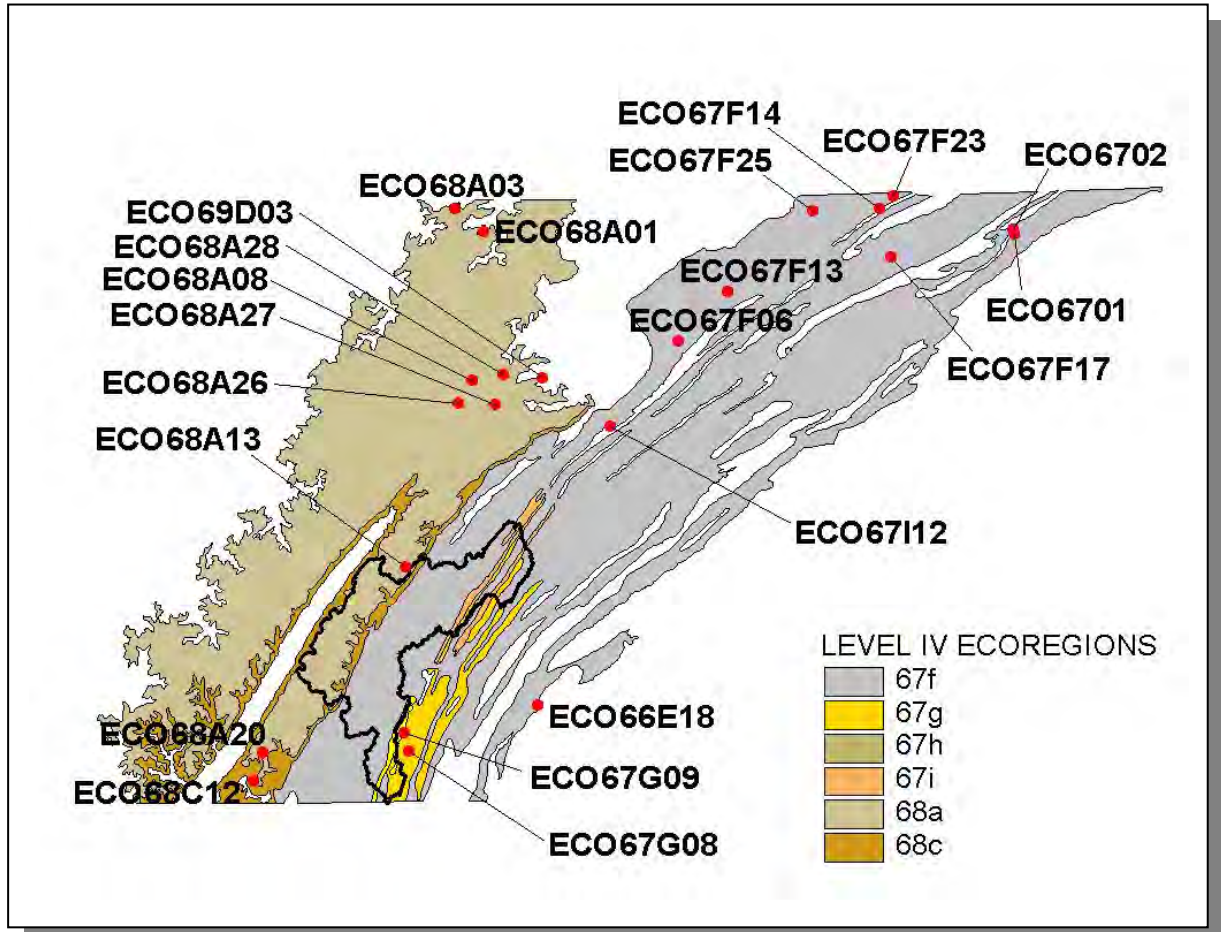 ECO67F14
ECO67F23
ECO67F25
ECO6702
ECO68A03
ECO69D03
ECO68A01
ECO68A28
ECO68A08
ECO67F13
ECO68A27
ECO67F06
ECO6701
ECO67F17
ECO68A26
ECO68A13
ECO67I12
LEVEL IV ECOREGIONS
67f
67g
ECO66E18
ECO68A20
67h
ECO67G09
67i
ECO68C12
68a
ECO67G08
68c